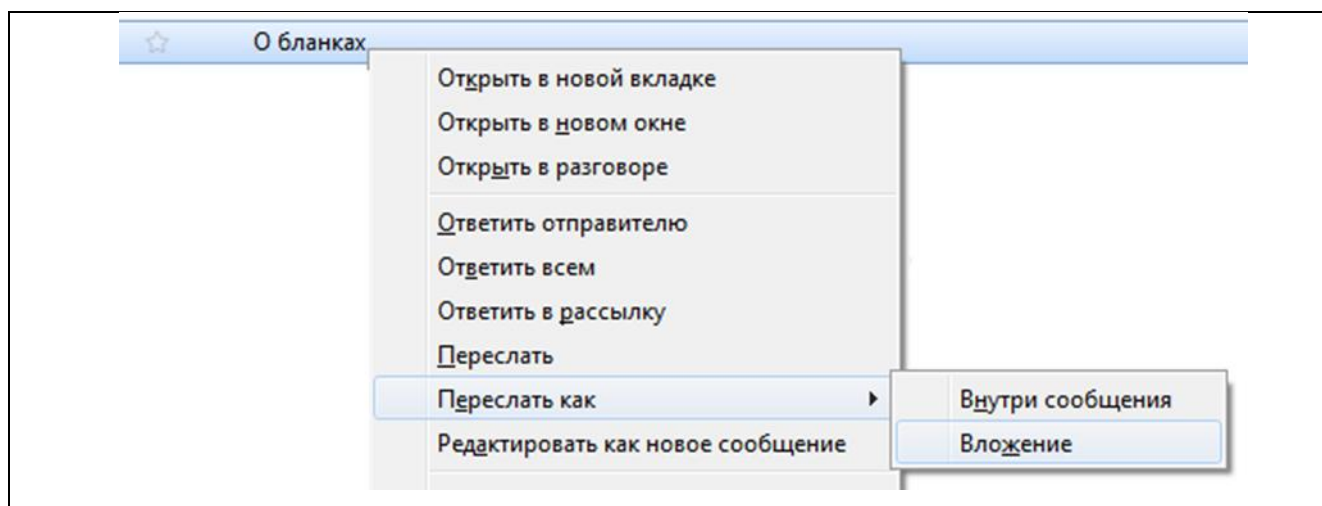 О бланках
Открыть в новой вкладке
Открыть в новом окне
Открыть в разговоре
Ответить отправителю
Ответить всем
Ответить в рассылку
Переслать
Переслать как
Внутри сообщения
Редактировать как новое сообщение
Вложение